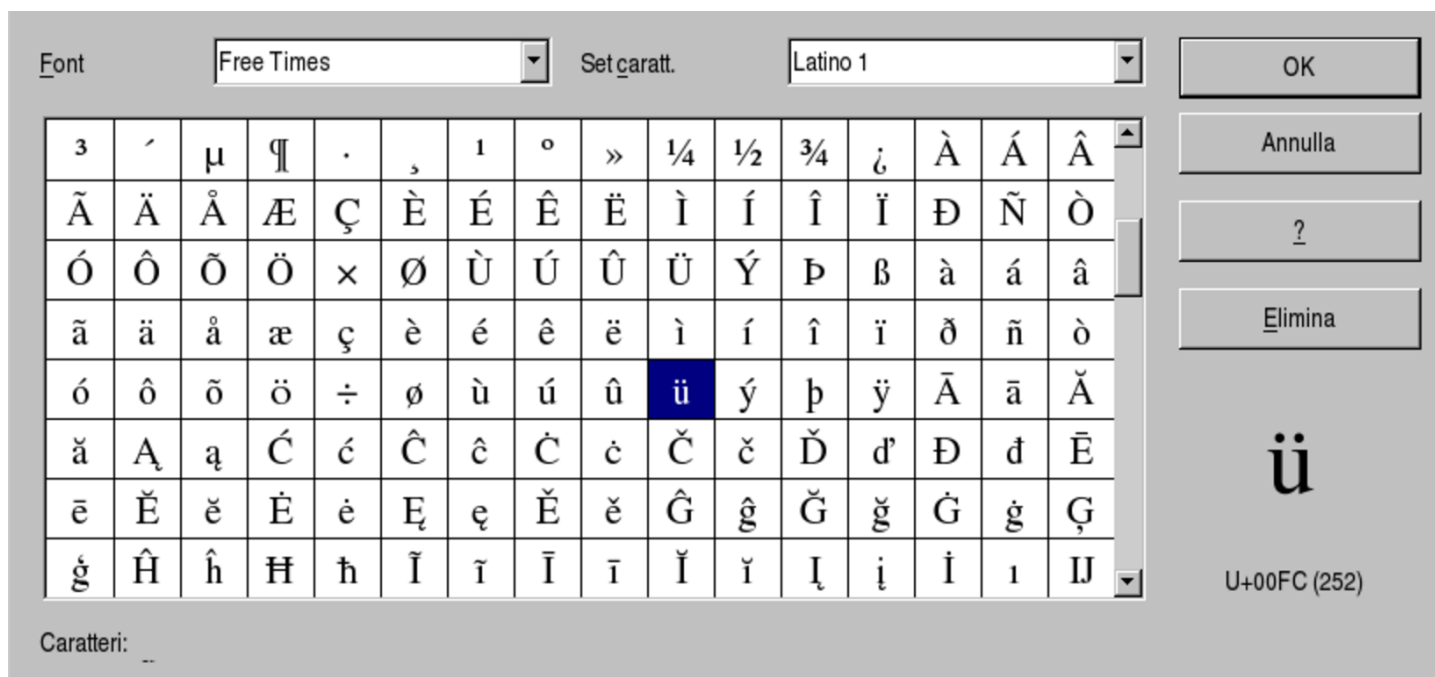 Font Free Times Set caratt. Latino 1 OK
Annulla
?
Elimina
³ ´ µ ¶ · ¸ ¹ º » ¼ ½ ¾ ¿ À Á Â
Ã Ä Å Æ Ç È É Ê Ë Ì Í Î Ï Ð Ñ Ò
Ó Ô Õ Ö × Ø Ù Ú Û Ü Ý Þ ß à á â
ã ä å æ ç è é ê ë ì í î ï ð ñ ò
ó ô õ ö ÷ ø ù ú û ü ý þ ÿ Ā ā Ă
ă Ą ą Ć ć Ĉ ĉ Ċ ċ Č č Ď ď Đ đ Ē
ē Ĕ ĕ Ė ė Ę ę Ě ě Ĝ ĝ Ğ ğ Ġ ġ Ģ
ģ Ĥ ĥ Ħ ħ Ĩ ĩ Ī ī Ĭ ĭ Į į İ ı IJ
ü
U+00FC (252)
Caratteri: